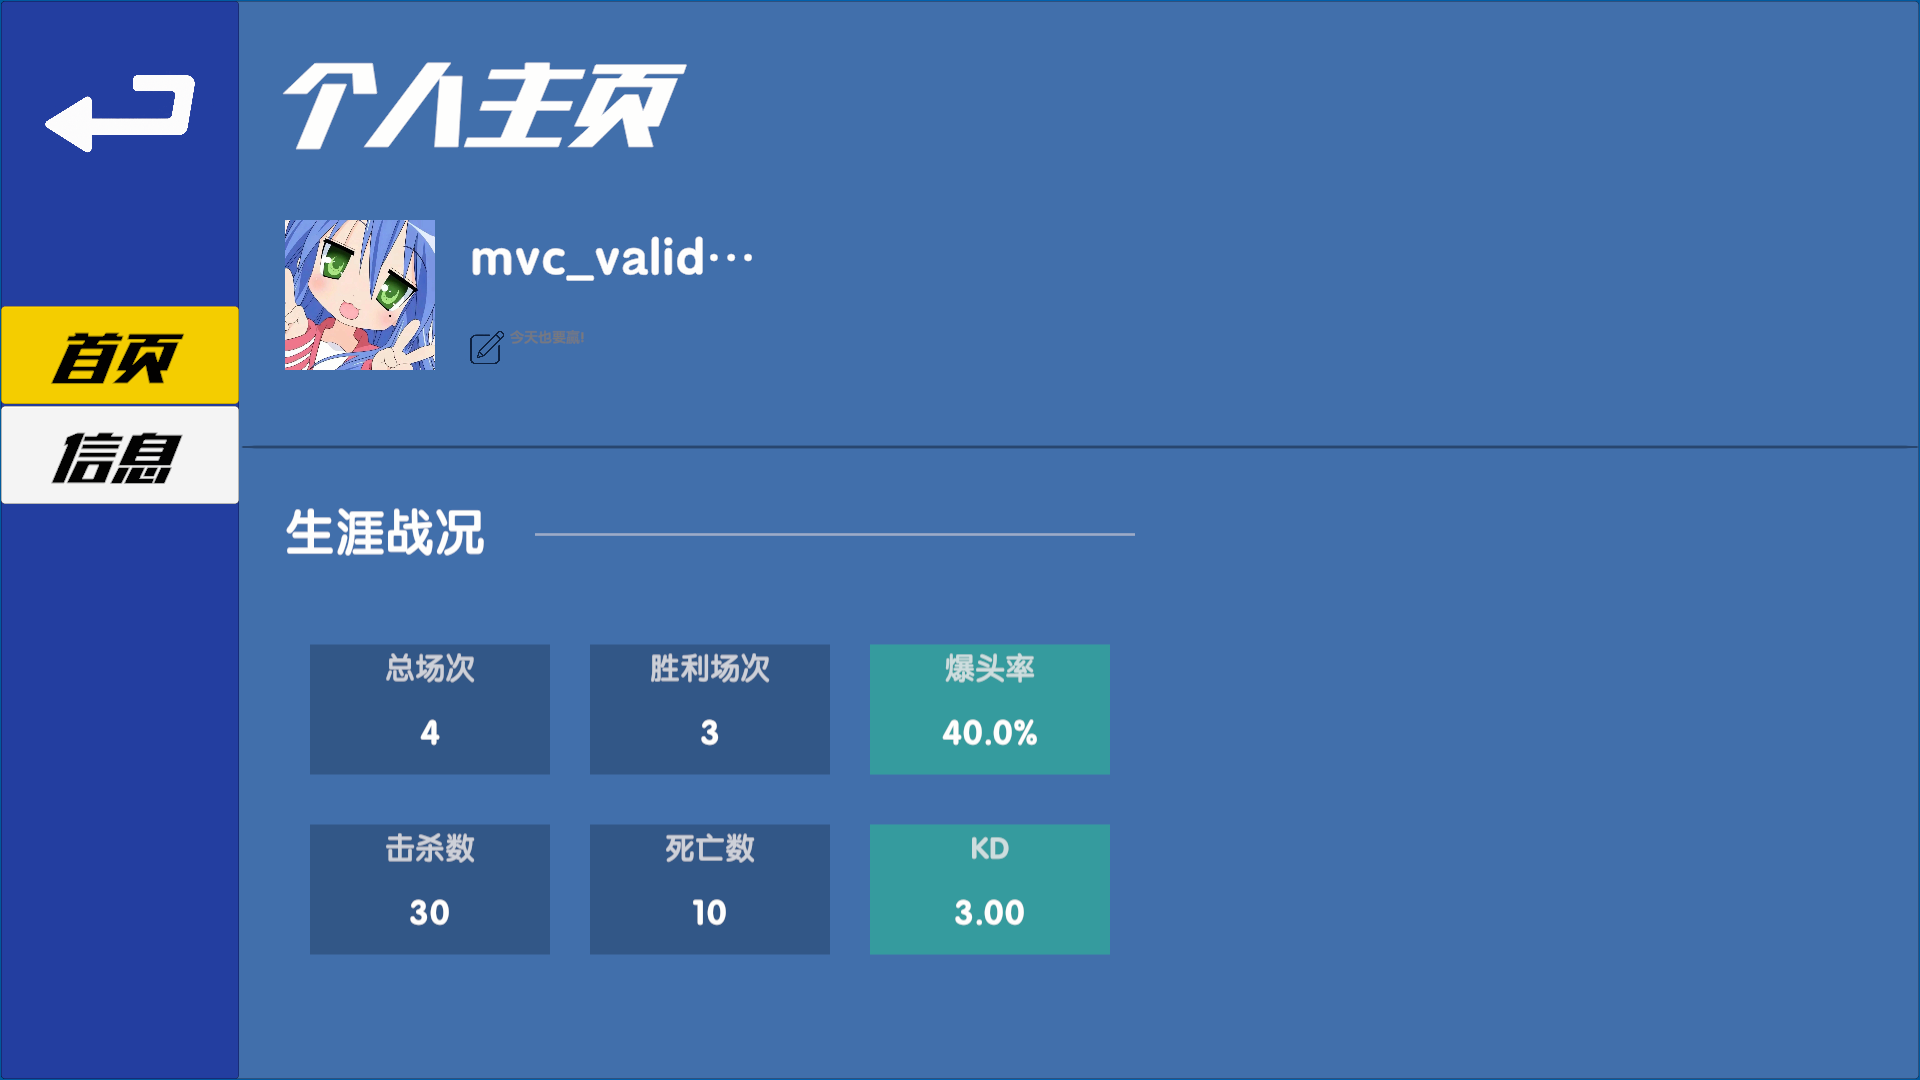 个人主页
mvc_valid…
今天也要赢!
首页
信息
生涯战况
总场次
4
胜利场次
3
爆头率
40.0%
击杀数
30
死亡数
10
KD
3.00